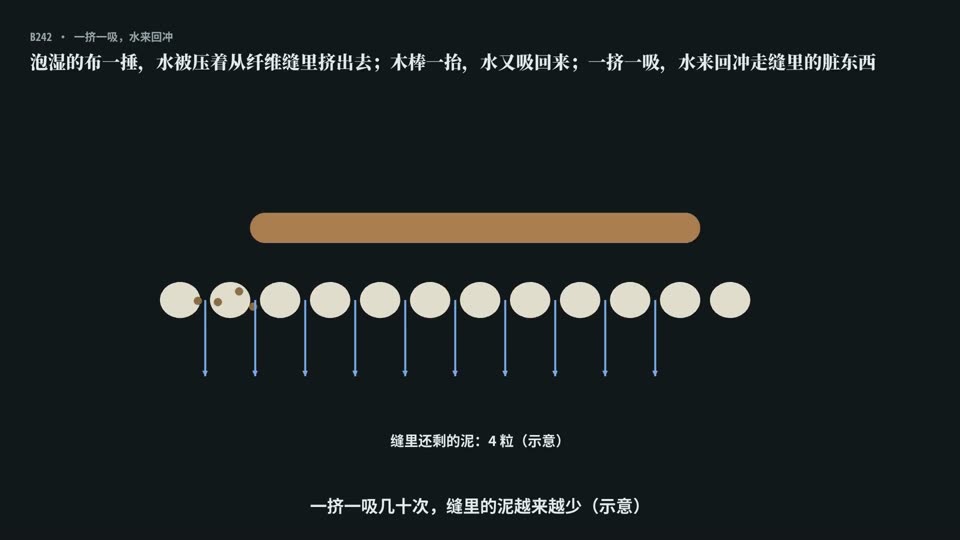 B242 · 一挤一吸，水来回冲
泡湿的布一捶，水被压着从纤维缝里挤出去；木棒一抬，水又吸回来；一挤一吸，水来回冲走缝里的脏东西
缝里还剩的泥：4 粒（示意）
一挤一吸几十次，缝里的泥越来越少（示意）